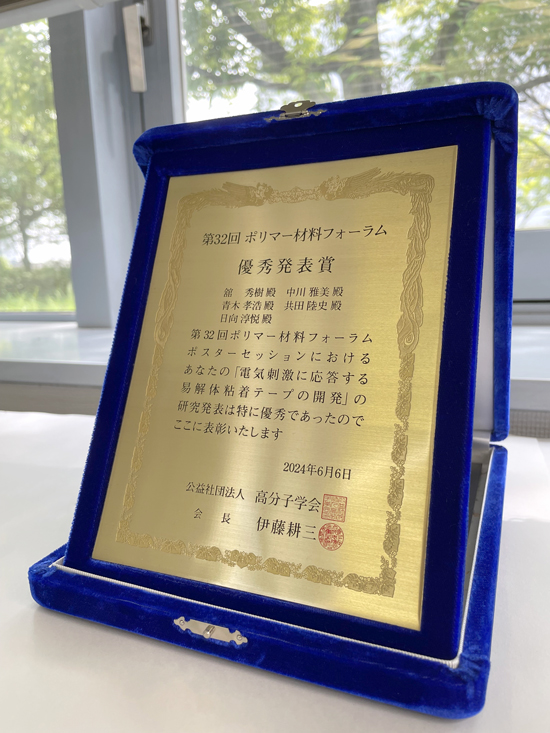 第32回 ポリマー材料フォーラム
優秀発表賞
舘 秀樹 殿 中川 雅美 殿
青木 孝浩 殿 共田 陸史 殿
日向 淳悦 殿
第32回ポリマー材料フォーラム
ポスターセッションにおける
あなたの「電気刺激に応答する
易解体粘着テープの開発」の
研究発表は特に優秀であったので
ここに表彰いたします
2024年6月6日
公益社団法人 高分子学会
会 長 伊藤耕三